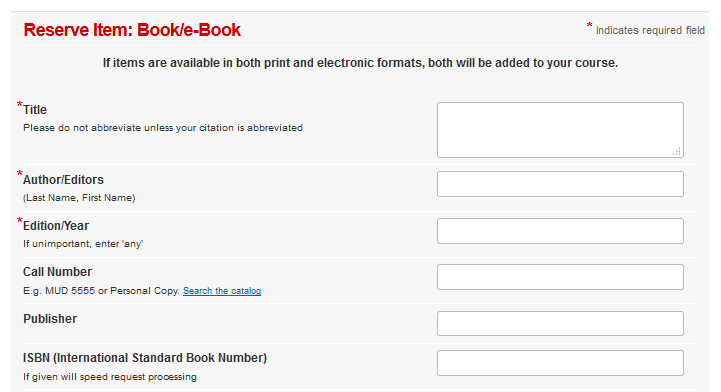 Reserve Item: Book/e-Book
* Indicates required field
If items are available in both print and electronic formats, both will be added to your course.
*Title
Please do not abbreviate unless your citation is abbreviated
*Author/Editors
(Last Name, First Name)
*Edition/Year
If unimportant, enter 'any'
Call Number
E.g. MUD 5555 or Personal Copy. Search the catalog
Publisher
ISBN (International Standard Book Number)
If given will speed request processing